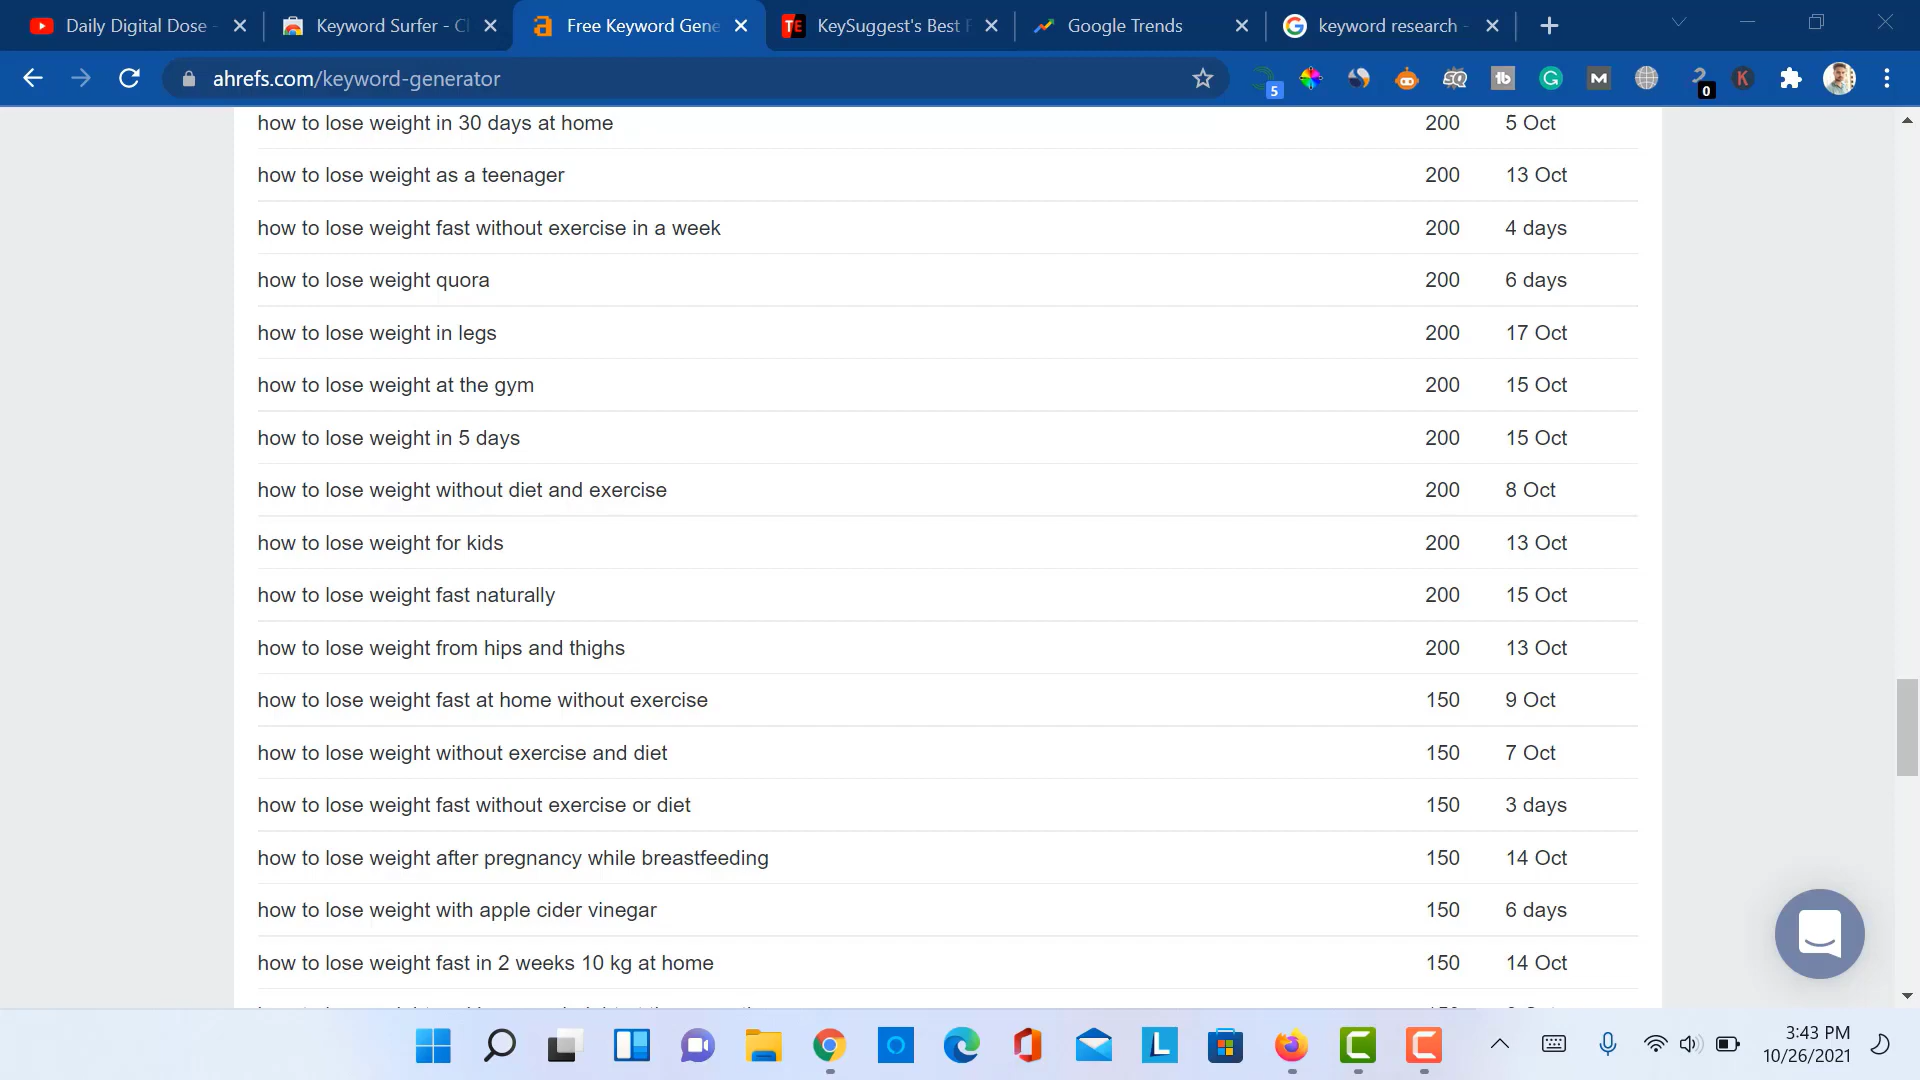 Daily Digital Dose -
Keyword Surfer - Cl
Free Keyword Gene
TE KeySuggest's Best F
Google Trends
keyword research -
ahrefs.com/keyword-generator
5
SQ
tb
G
M
0
K
how to lose weight in 30 days at home 200 5 Oct
how to lose weight as a teenager 200 13 Oct
how to lose weight fast without exercise in a week 200 4 days
how to lose weight quora 200 6 days
how to lose weight in legs 200 17 Oct
how to lose weight at the gym 200 15 Oct
how to lose weight in 5 days 200 15 Oct
how to lose weight without diet and exercise 200 8 Oct
how to lose weight for kids 200 13 Oct
how to lose weight fast naturally 200 15 Oct
how to lose weight from hips and thighs 200 13 Oct
how to lose weight fast at home without exercise 150 9 Oct
how to lose weight without exercise and diet 150 7 Oct
how to lose weight fast without exercise or diet 150 3 days
how to lose weight after pregnancy while breastfeeding 150 14 Oct
how to lose weight with apple cider vinegar 150 6 days
how to lose weight fast in 2 weeks 10 kg at home 150 14 Oct
L
3:43 PM
10/26/2021